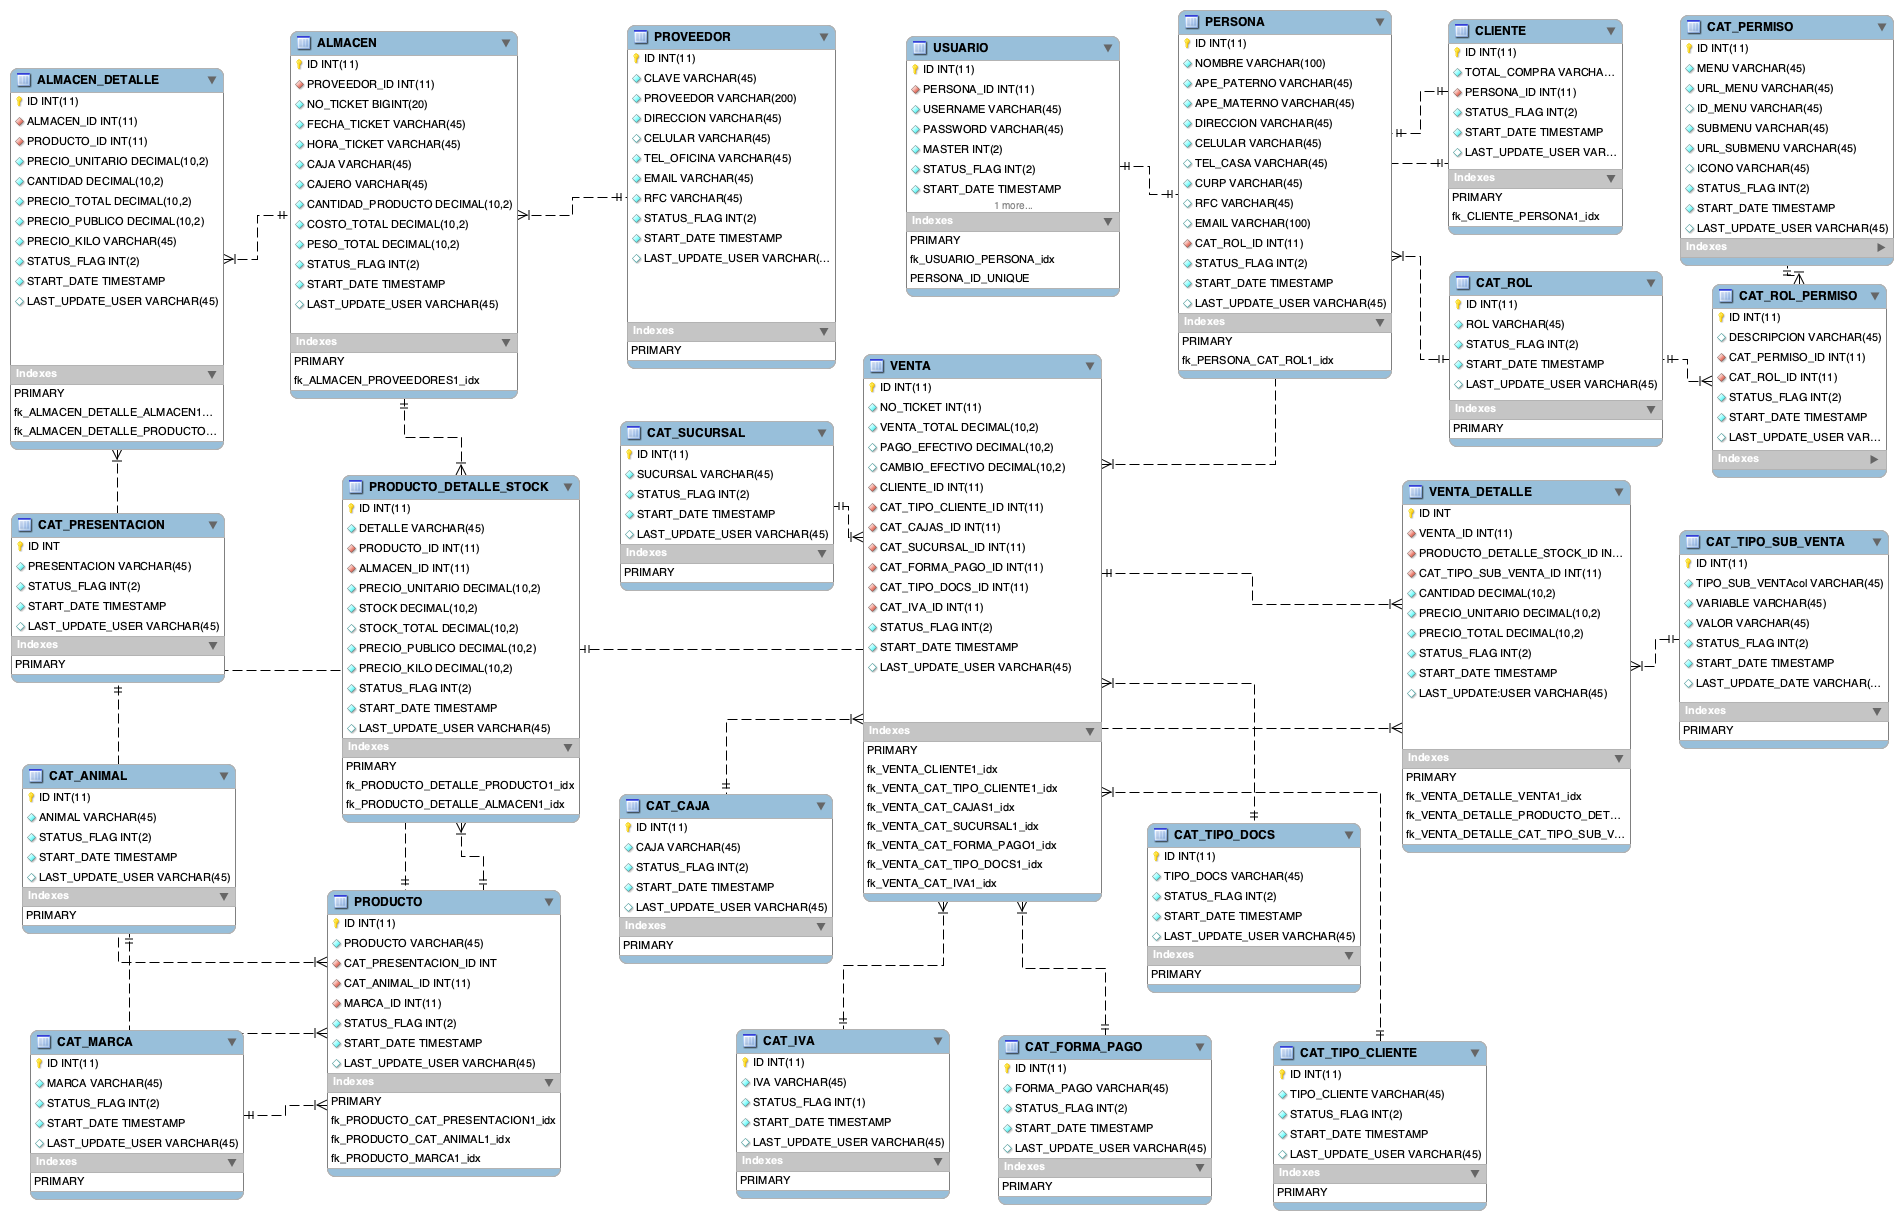 ALMACEN_DETALLE
ID INT(11)
ALMACEN_ID INT(11)
PRODUCTO_ID INT(11)
PRECIO_UNITARIO DECIMAL(10,2)
CANTIDAD DECIMAL(10,2)
PRECIO_TOTAL DECIMAL(10,2)
PRECIO_PUBLICO DECIMAL(10,2)
PRECIO_KILO VARCHAR(45)
STATUS_FLAG INT(2)
START_DATE TIMESTAMP
LAST_UPDATE_USER VARCHAR(45)
Indexes
PRIMARY
fk_ALMACEN_DETALLE_ALMACEN1...
fk_ALMACEN_DETALLE_PRODUCTO...
ALMACEN
ID INT(11)
PROVEEDOR_ID INT(11)
NO_TICKET BIGINT(20)
FECHA_TICKET VARCHAR(45)
HORA_TICKET VARCHAR(45)
CAJA VARCHAR(45)
CAJERO VARCHAR(45)
CANTIDAD_PRODUCTO DECIMAL(10,2)
COSTO_TOTAL DECIMAL(10,2)
PESO_TOTAL DECIMAL(10,2)
STATUS_FLAG INT(2)
START_DATE TIMESTAMP
LAST_UPDATE_USER VARCHAR(45)
Indexes
PRIMARY
fk_ALMACEN_PROVEEDORES1_idx
PROVEEDOR
ID INT(11)
CLAVE VARCHAR(45)
PROVEEDOR VARCHAR(200)
DIRECCION VARCHAR(45)
CELULAR VARCHAR(45)
TEL_OFICINA VARCHAR(45)
EMAIL VARCHAR(45)
RFC VARCHAR(45)
STATUS_FLAG INT(2)
START_DATE TIMESTAMP
LAST_UPDATE_USER VARCHAR(...
Indexes
PRIMARY
USUARIO
ID INT(11)
PERSONA_ID INT(11)
USERNAME VARCHAR(45)
PASSWORD VARCHAR(45)
MASTER INT(2)
STATUS_FLAG INT(2)
START_DATE TIMESTAMP
1 more...
Indexes
PRIMARY
fk_USUARIO_PERSONA_idx
PERSONA_ID_UNIQUE
PERSONA
ID INT(11)
NOMBRE VARCHAR(100)
APE_PATERNO VARCHAR(45)
APE_MATERNO VARCHAR(45)
DIRECCION VARCHAR(45)
CELULAR VARCHAR(45)
TEL_CASA VARCHAR(45)
CURP VARCHAR(45)
RFC VARCHAR(45)
EMAIL VARCHAR(100)
CAT_ROL_ID INT(11)
STATUS_FLAG INT(2)
START_DATE TIMESTAMP
LAST_UPDATE_USER VARCHAR(45)
Indexes
PRIMARY
fk_PERSONA_CAT_ROL1_idx
CLIENTE
ID INT(11)
TOTAL_COMPRA VARCHA...
PERSONA_ID INT(11)
STATUS_FLAG INT(2)
START_DATE TIMESTAMP
LAST_UPDATE_USER VAR...
Indexes
PRIMARY
fk_CLIENTE_PERSONA1_idx
CAT_PERMISO
ID INT(11)
MENU VARCHAR(45)
URL_MENU VARCHAR(45)
ID_MENU VARCHAR(45)
SUBMENU VARCHAR(45)
URL_SUBMENU VARCHAR(45)
ICONO VARCHAR(45)
STATUS_FLAG INT(2)
START_DATE TIMESTAMP
LAST_UPDATE_USER VARCHAR(45)
Indexes
CAT_ROL
ID INT(11)
ROL VARCHAR(45)
STATUS_FLAG INT(2)
START_DATE TIMESTAMP
LAST_UPDATE_USER VARCHAR(45)
Indexes
PRIMARY
CAT_ROL_PERMISO
ID INT(11)
DESCRIPCION VARCHAR(45)
CAT_PERMISO_ID INT(11)
CAT_ROL_ID INT(11)
STATUS_FLAG INT(2)
START_DATE TIMESTAMP
LAST_UPDATE_USER VAR...
Indexes
VENTA
ID INT(11)
NO_TICKET INT(11)
VENTA_TOTAL DECIMAL(10,2)
PAGO_EFECTIVO DECIMAL(10,2)
CAMBIO_EFECTIVO DECIMAL(10,2)
CLIENTE_ID INT(11)
CAT_TIPO_CLIENTE_ID INT(11)
CAT_CAJAS_ID INT(11)
CAT_SUCURSAL_ID INT(11)
CAT_FORMA_PAGO_ID INT(11)
CAT_TIPO_DOCS_ID INT(11)
CAT_IVA_ID INT(11)
STATUS_FLAG INT(2)
START_DATE TIMESTAMP
LAST_UPDATE_USER VARCHAR(45)
Indexes
PRIMARY
fk_VENTA_CLIENTE1_idx
fk_VENTA_CAT_TIPO_CLIENTE1_idx
fk_VENTA_CAT_CAJAS1_idx
fk_VENTA_CAT_SUCURSAL1_idx
fk_VENTA_CAT_FORMA_PAGO1_idx
fk_VENTA_CAT_TIPO_DOCS1_idx
fk_VENTA_CAT_IVA1_idx
CAT_SUCURSAL
ID INT(11)
SUCURSAL VARCHAR(45)
STATUS_FLAG INT(2)
START_DATE TIMESTAMP
LAST_UPDATE_USER VARCHAR(45)
Indexes
PRIMARY
PRODUCTO_DETALLE_STOCK
ID INT(11)
DETALLE VARCHAR(45)
PRODUCTO_ID INT(11)
ALMACEN_ID INT(11)
PRECIO_UNITARIO DECIMAL(10,2)
STOCK DECIMAL(10,2)
STOCK_TOTAL DECIMAL(10,2)
PRECIO_PUBLICO DECIMAL(10,2)
PRECIO_KILO DECIMAL(10,2)
STATUS_FLAG INT(2)
START_DATE TIMESTAMP
LAST_UPDATE_USER VARCHAR(45)
Indexes
PRIMARY
fk_PRODUCTO_DETALLE_PRODUCTO1_idx
fk_PRODUCTO_DETALLE_ALMACEN1_idx
VENTA_DETALLE
ID INT
VENTA_ID INT(11)
PRODUCTO_DETALLE_STOCK_ID IN...
CAT_TIPO_SUB_VENTA_ID INT(11)
CANTIDAD DECIMAL(10,2)
PRECIO_UNITARIO DECIMAL(10,2)
PRECIO_TOTAL DECIMAL(10,2)
STATUS_FLAG INT(2)
START_DATE TIMESTAMP
LAST_UPDATE:USER VARCHAR(45)
Indexes
PRIMARY
fk_VENTA_DETALLE_VENTA1_idx
fk_VENTA_DETALLE_PRODUCTO_DET...
fk_VENTA_DETALLE_CAT_TIPO_SUB_V...
CAT_TIPO_SUB_VENTA
ID INT(11)
TIPO_SUB_VENTAcol VARCHAR(45)
VARIABLE VARCHAR(45)
VALOR VARCHAR(45)
STATUS_FLAG INT(2)
START_DATE TIMESTAMP
LAST_UPDATE_DATE VARCHAR(...
Indexes
PRIMARY
CAT_PRESENTACION
ID INT
PRESENTACION VARCHAR(45)
STATUS_FLAG INT(2)
START_DATE TIMESTAMP
LAST_UPDATE_USER VARCHAR(45)
Indexes
PRIMARY
CAT_ANIMAL
ID INT(11)
ANIMAL VARCHAR(45)
STATUS_FLAG INT(2)
START_DATE TIMESTAMP
LAST_UPDATE_USER VARCHAR(45)
Indexes
PRIMARY
CAT_CAJA
ID INT(11)
CAJA VARCHAR(45)
STATUS_FLAG INT(2)
START_DATE TIMESTAMP
LAST_UPDATE_USER VARCHAR(45)
Indexes
PRIMARY
CAT_TIPO_DOCS
ID INT(11)
TIPO_DOCS VARCHAR(45)
STATUS_FLAG INT(2)
START_DATE TIMESTAMP
LAST_UPDATE_USER VARCHAR(45)
Indexes
PRIMARY
PRODUCTO
ID INT(11)
PRODUCTO VARCHAR(45)
CAT_PRESENTACION_ID INT
CAT_ANIMAL_ID INT(11)
MARCA_ID INT(11)
STATUS_FLAG INT(2)
START_DATE TIMESTAMP
LAST_UPDATE_USER VARCHAR(45)
Indexes
PRIMARY
fk_PRODUCTO_CAT_PRESENTACION1_idx
fk_PRODUCTO_CAT_ANIMAL1_idx
fk_PRODUCTO_MARCA1_idx
CAT_MARCA
ID INT(11)
MARCA VARCHAR(45)
STATUS_FLAG INT(2)
START_DATE TIMESTAMP
LAST_UPDATE_USER VARCHAR(45)
Indexes
PRIMARY
CAT_IVA
ID INT(11)
IVA VARCHAR(45)
STATUS_FLAG INT(1)
START_DATE TIMESTAMP
LAST_UPDATE_USER VARCHAR(45)
Indexes
PRIMARY
CAT_FORMA_PAGO
ID INT(11)
FORMA_PAGO VARCHAR(45)
STATUS_FLAG INT(2)
START_DATE TIMESTAMP
LAST_UPDATE_USER VARCHAR(45)
Indexes
PRIMARY
CAT_TIPO_CLIENTE
ID INT(11)
TIPO_CLIENTE VARCHAR(45)
STATUS_FLAG INT(2)
START_DATE TIMESTAMP
LAST_UPDATE_USER VARCHAR(45)
Indexes
PRIMARY